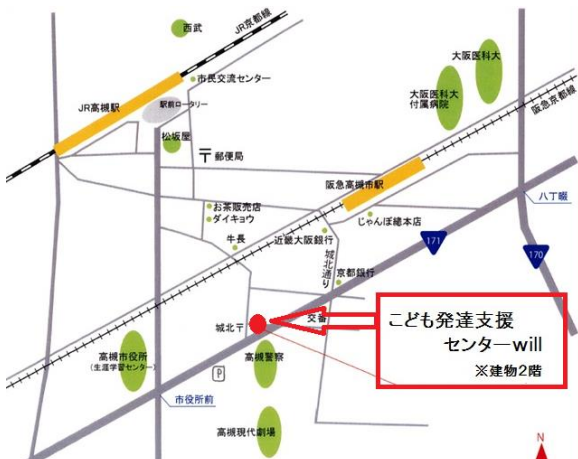 西武
JR京都線
市民交流センター
JR高槻駅
駅前ロータリー
松坂屋
〒郵便局
大阪医科大
大阪医科大
付属病院
阪急京都線
阪急高槻市駅
お茶販売店
ダイキョウ
牛長
じゃんぼ總本店
近畿大阪銀行
城北通り
八丁畷
171
170
京都銀行
交番
城北〒
こども発達支援
センターwill
※建物2階
高槻市役所
(生涯学習センター)
高槻警察
P
市役所前
高槻現代劇場
N